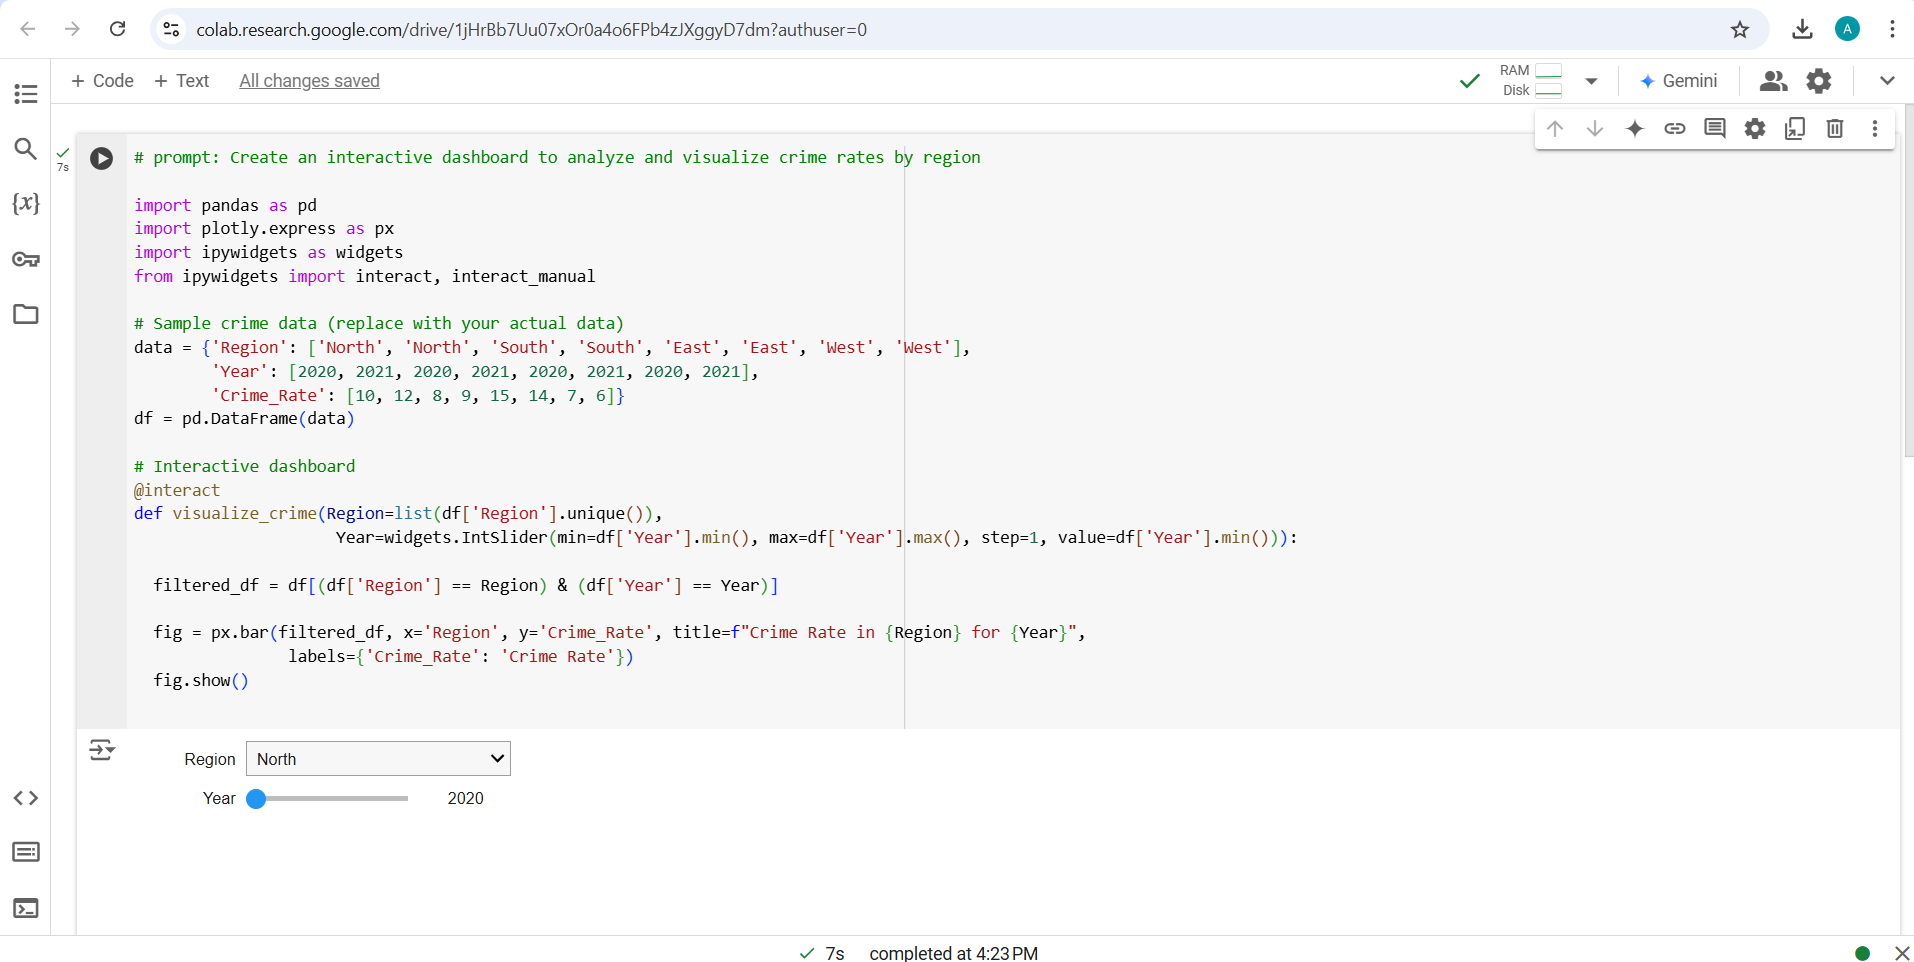 colab.research.google.com/drive/1jHrBb7Uu07xOr0a4o6FPb4zJXggyD7dm?authuser=0
A
+ Code + Text All changes saved
RAM
Disk
Gemini
7s
# prompt: Create an interactive dashboard to analyze and visualize crime rates by region
import pandas as pd
import plotly.express as px
import ipywidgets as widgets
from ipywidgets import interact, interact_manual
# Sample crime data (replace with your actual data)
data = {'Region': ['North', 'North', 'South', 'South', 'East', 'East', 'West', 'West'],
        'Year': [2020, 2021, 2020, 2021, 2020, 2021, 2020, 2021],
        'Crime_Rate': [10, 12, 8, 9, 15, 14, 7, 6]}
df = pd.DataFrame(data)
# Interactive dashboard
@interact
def visualize_crime(Region=list(df['Region'].unique()),
                     Year=widgets.IntSlider(min=df['Year'].min(), max=df['Year'].max(), step=1, value=df['Year'].min())):
  filtered_df = df[(df['Region'] == Region) & (df['Year'] == Year)]
  fig = px.bar(filtered_df, x='Region', y='Crime_Rate', title=f"Crime Rate in {Region} for {Year}",
                labels={'Crime_Rate': 'Crime Rate'})
  fig.show()
Region North
Year 2020
{x}
7s completed at 4:23 PM